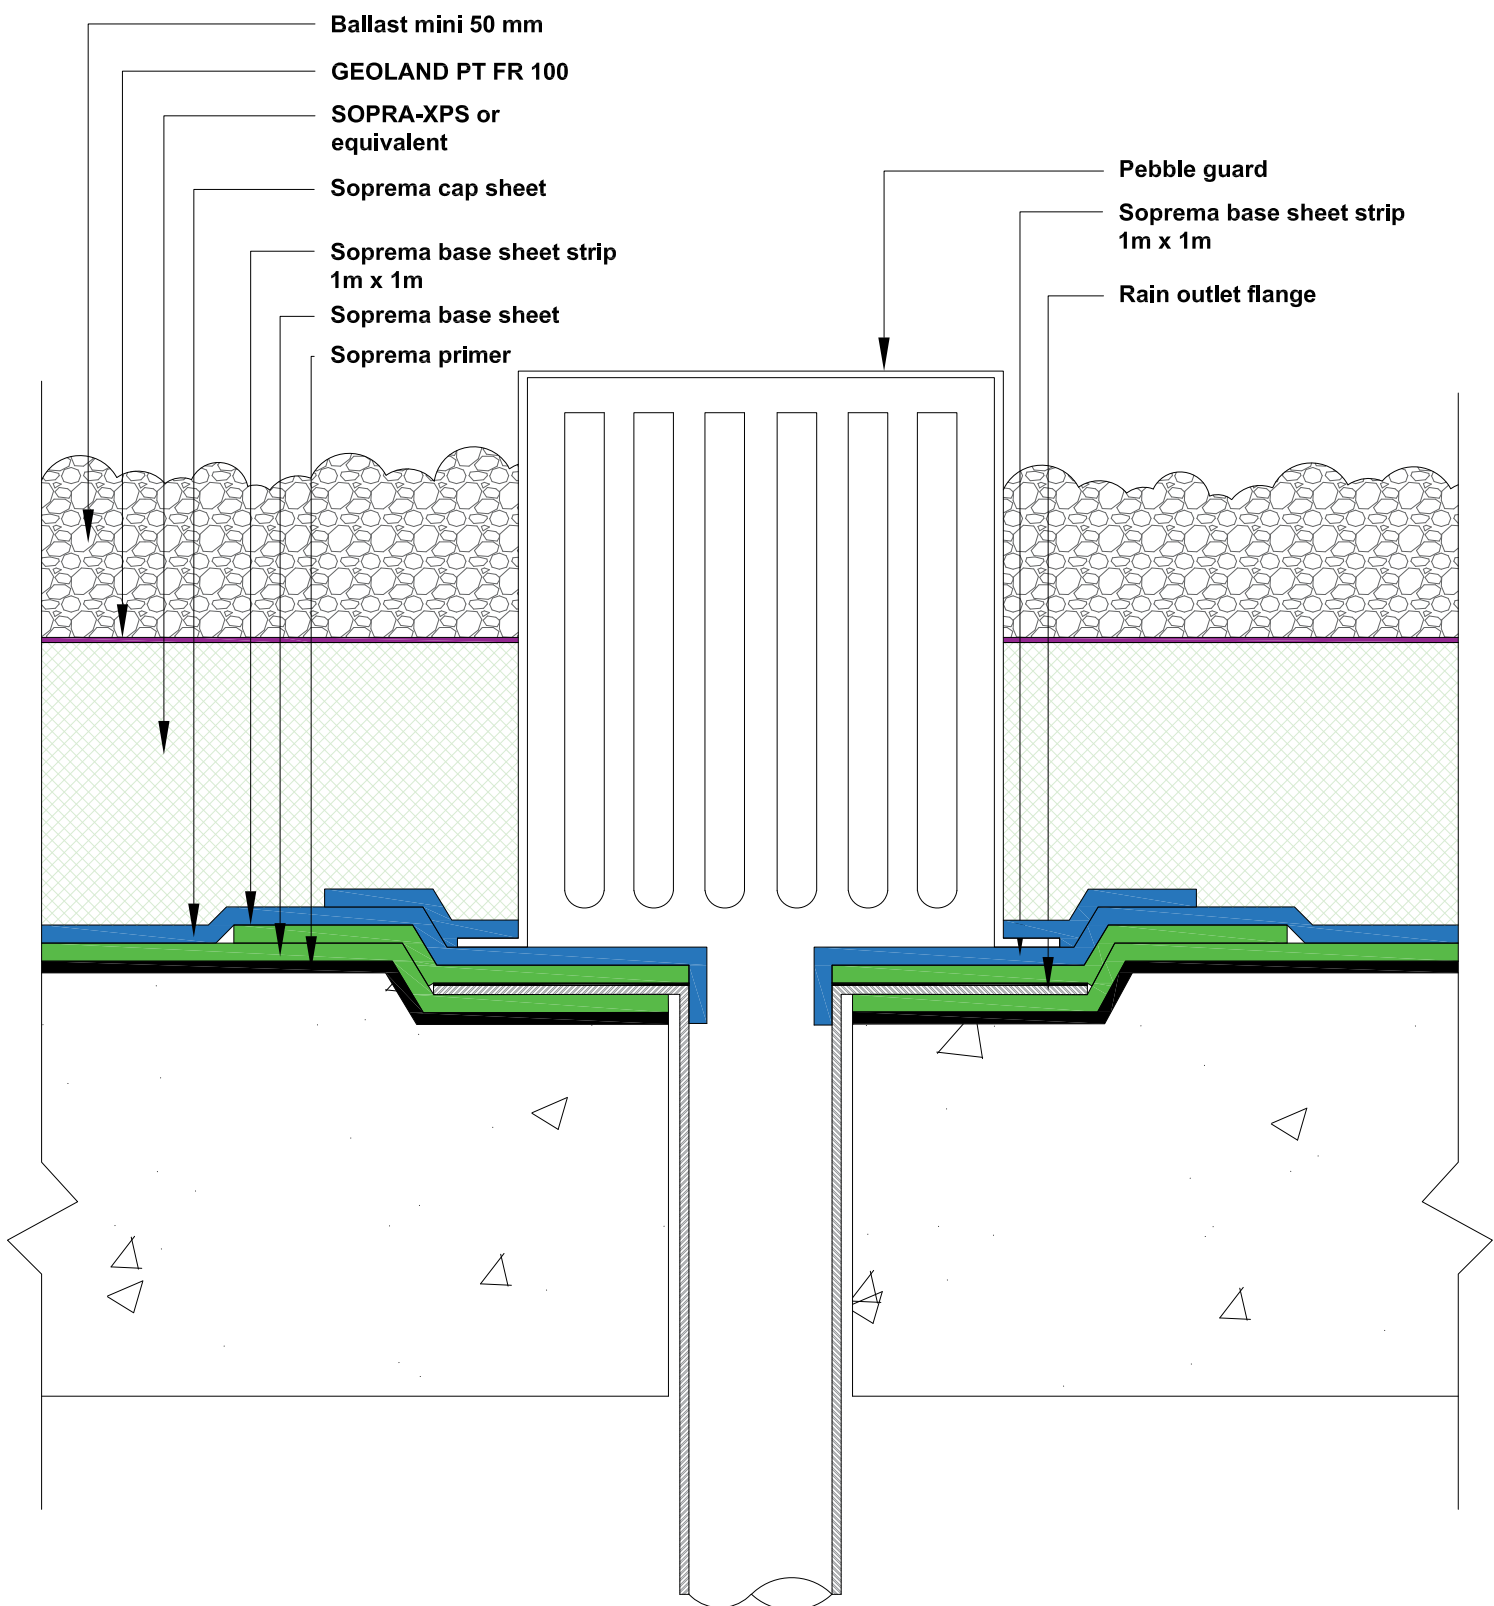 Ballast mini 50 mm
GEOLAND PT FR 100
SOPRA-XPS or
equivalent
Soprema cap sheet
Soprema base sheet strip
1m x 1m
Soprema base sheet
Soprema primer
Pebble guard
Soprema base sheet strip
1m x 1m
Rain outlet flange